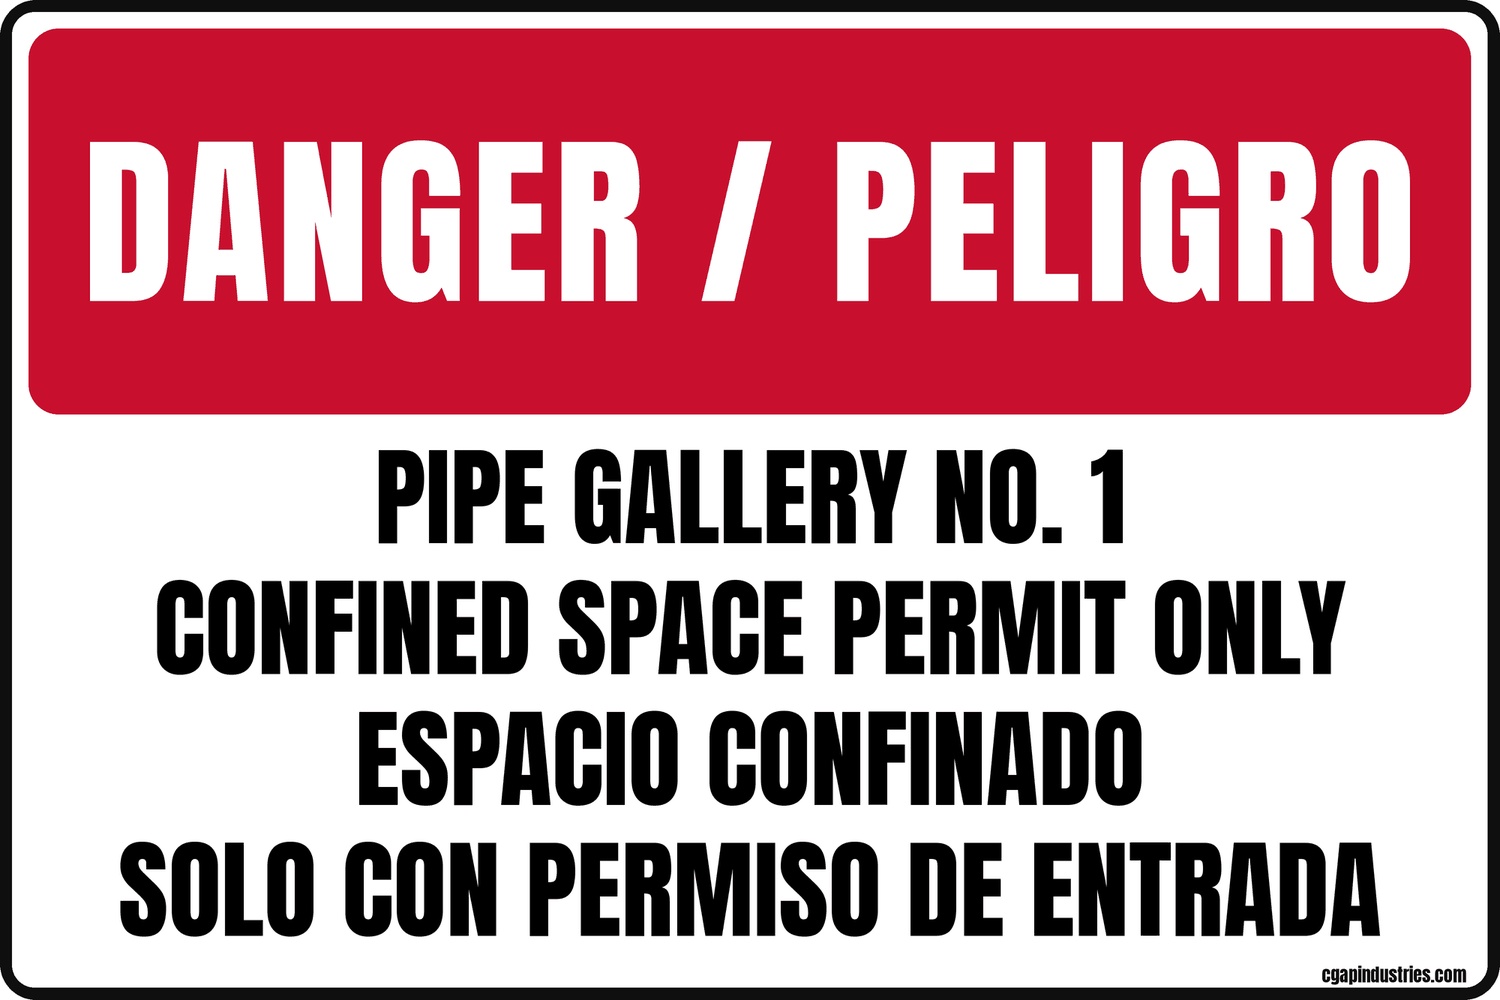 DANGER / PELIGRO
PIPE GALLERY NO. 1
CONFINED SPACE PERMIT ONLY
ESPACIO CONFINADO
SOLO CON PERMISO DE ENTRADA
cgapindustries.com